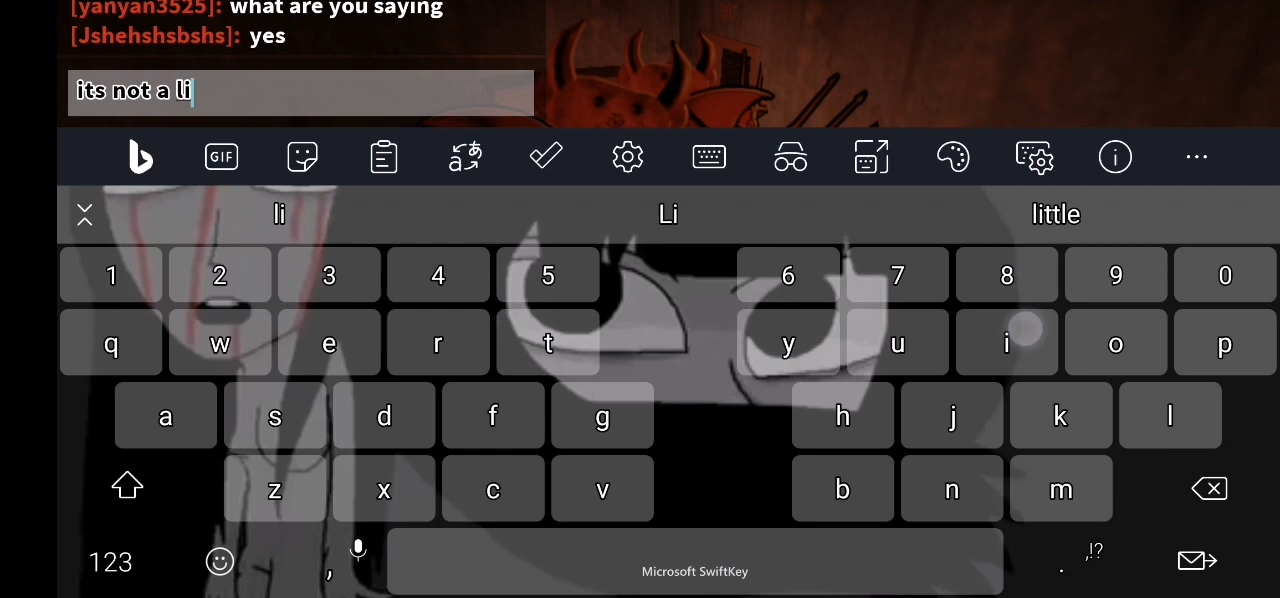 [yanyan3525]: what are you saying
[Jshehshsbshs]: yes
its not a li
GIF
li Li little
1 2 3 4 5 6 7 8 9 0
q w e r t y u i o p
a s d f g h j k l
z x c v b n m
123 , Microsoft SwiftKey . ,!?